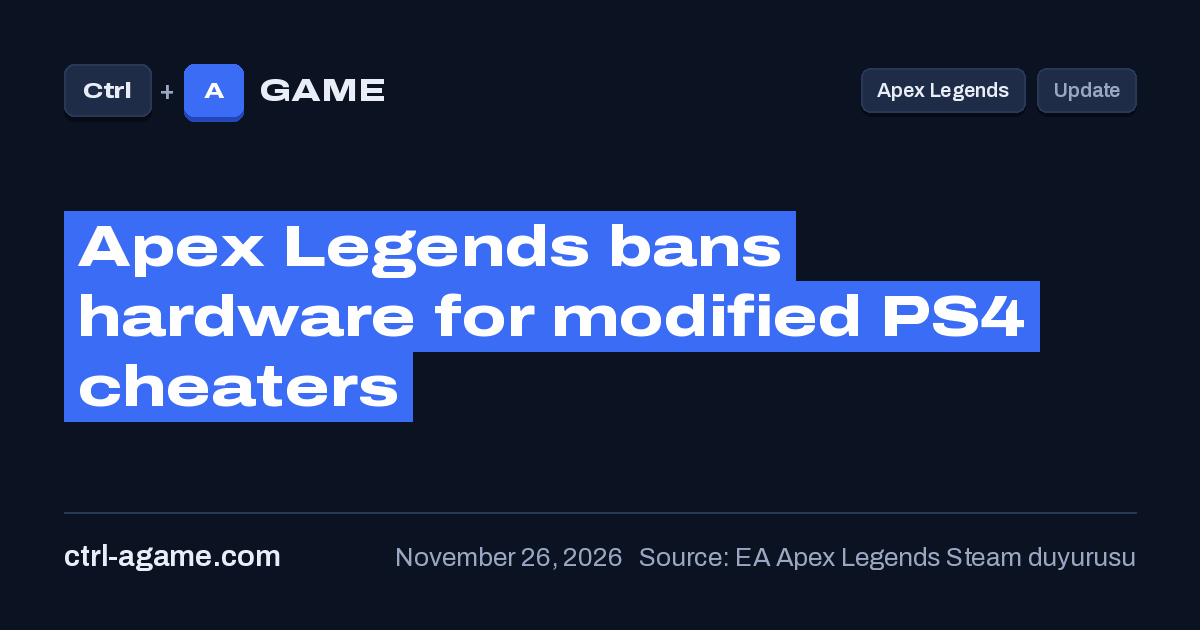 Ctrl + A GAME
Apex Legends Update
Apex Legends bans
hardware for modified PS4
cheaters
ctrl-agame.com
November 26, 2026 Source: EA Apex Legends Steam duyurusu